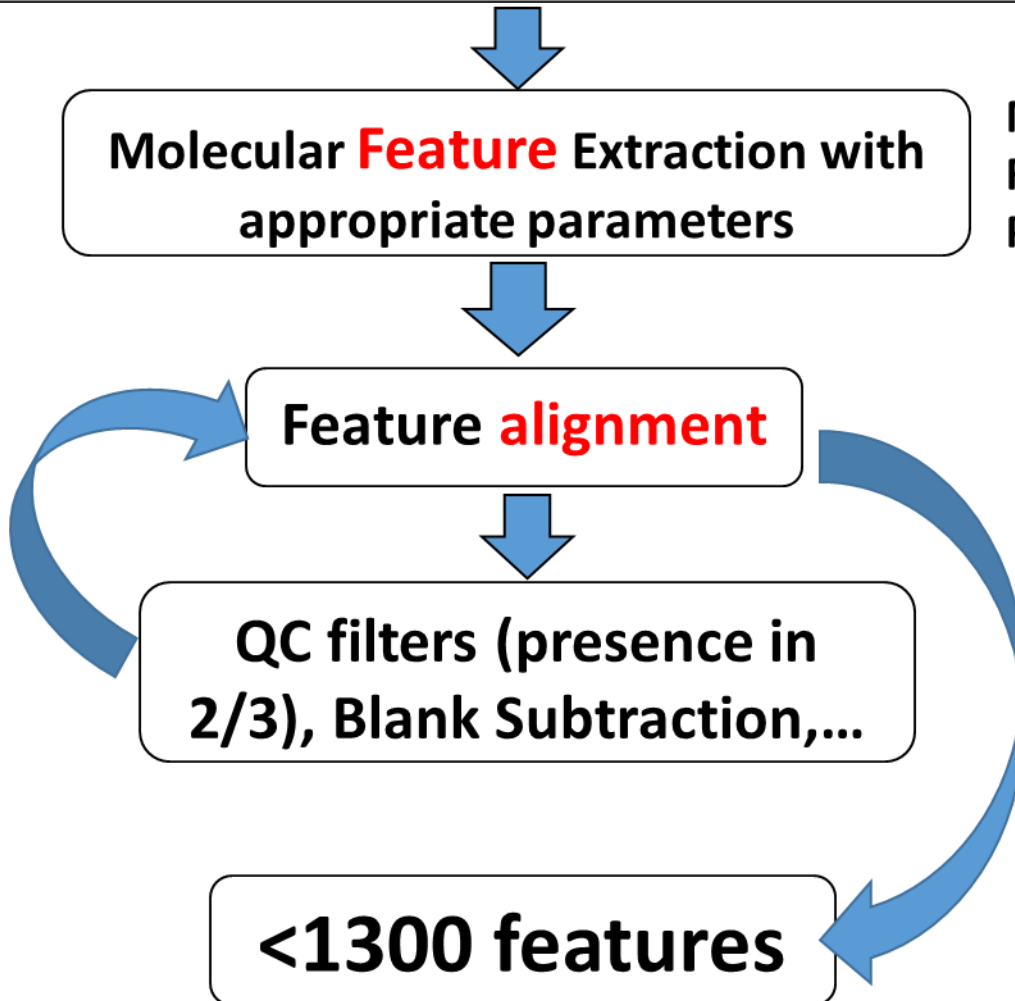 Molecular Feature Extraction with
appropriate parameters
Feature alignment
QC filters (presence in
2/3), Blank Subtraction,…
<1300 features